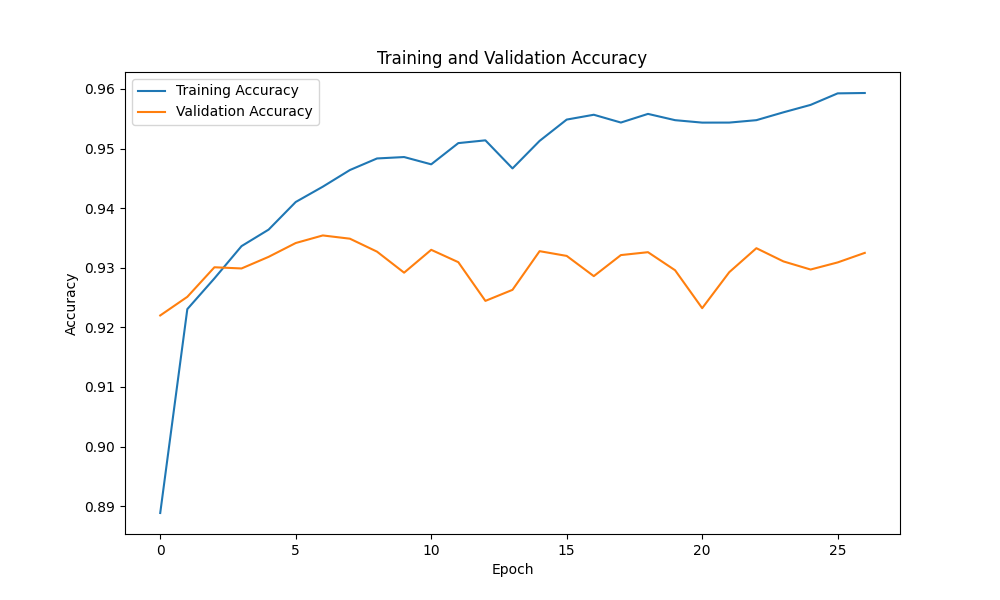 Training and Validation Accuracy
Training Accuracy
Validation Accuracy
0.96
0.95
0.94
0.93
0.92
0.91
0.90
0.89
Accuracy
0 5 10 15 20 25
Epoch